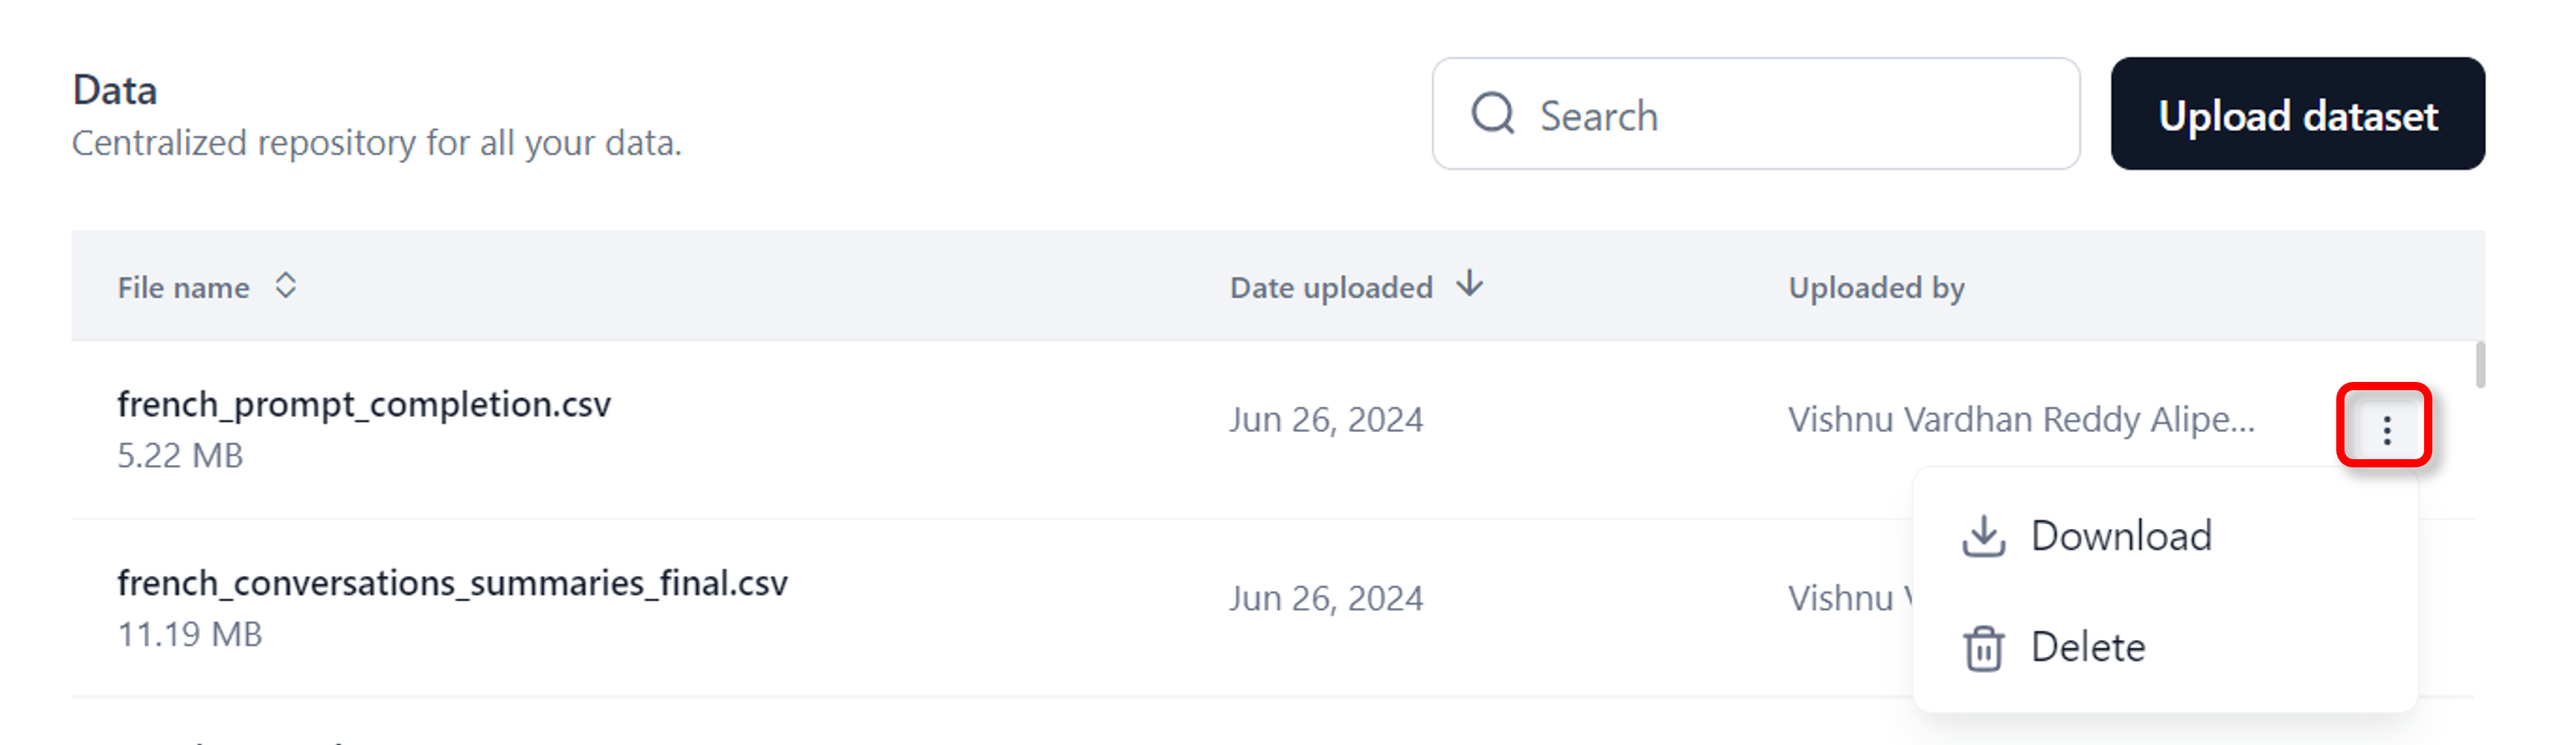 Data
Centralized repository for all your data.
Search
Upload dataset
File name
Date uploaded
Uploaded by
french_prompt_completion.csv
5.22 MB
Jun 26, 2024
Vishnu Vardhan Reddy Alipe...
Download
Delete
french_conversations_summaries_final.csv
11.19 MB
Jun 26, 2024
Vishnu